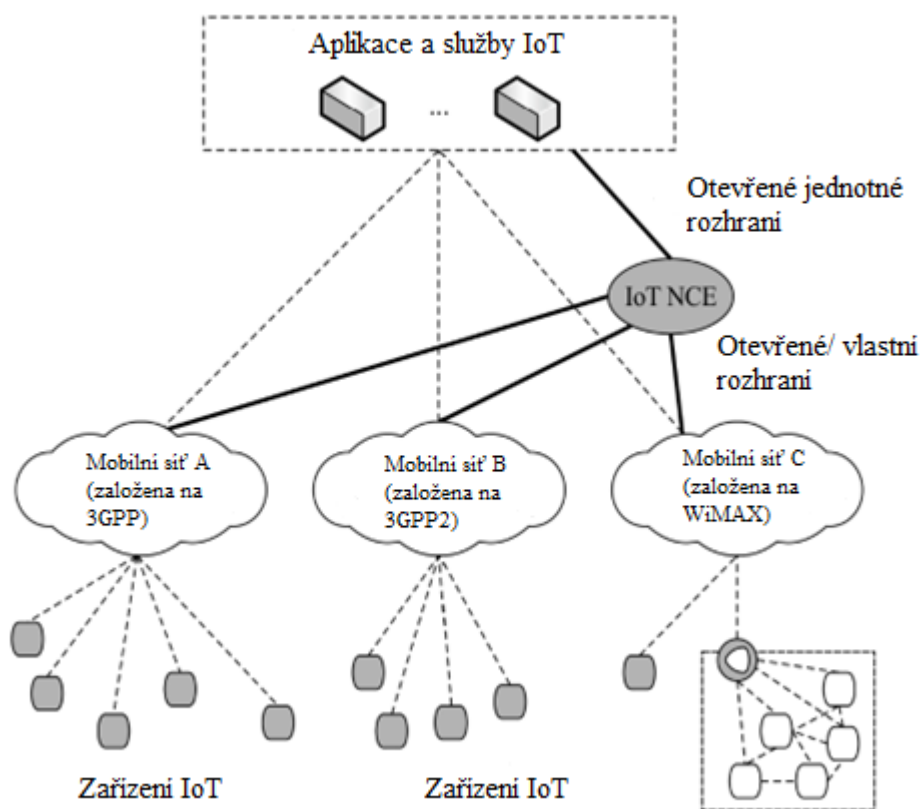 Aplikace a služby IoT
...
Otevřené jednotné
rozhraní
IoT NCE
Otevřené/ vlastní
rozhraní
Mobilní síť A
(založena na
3GPP)
Mobilní síť B
(založena na
3GPP2)
Mobilní síť C
(založena na
WiMAX)
Zařízení IoT
Zařízení IoT